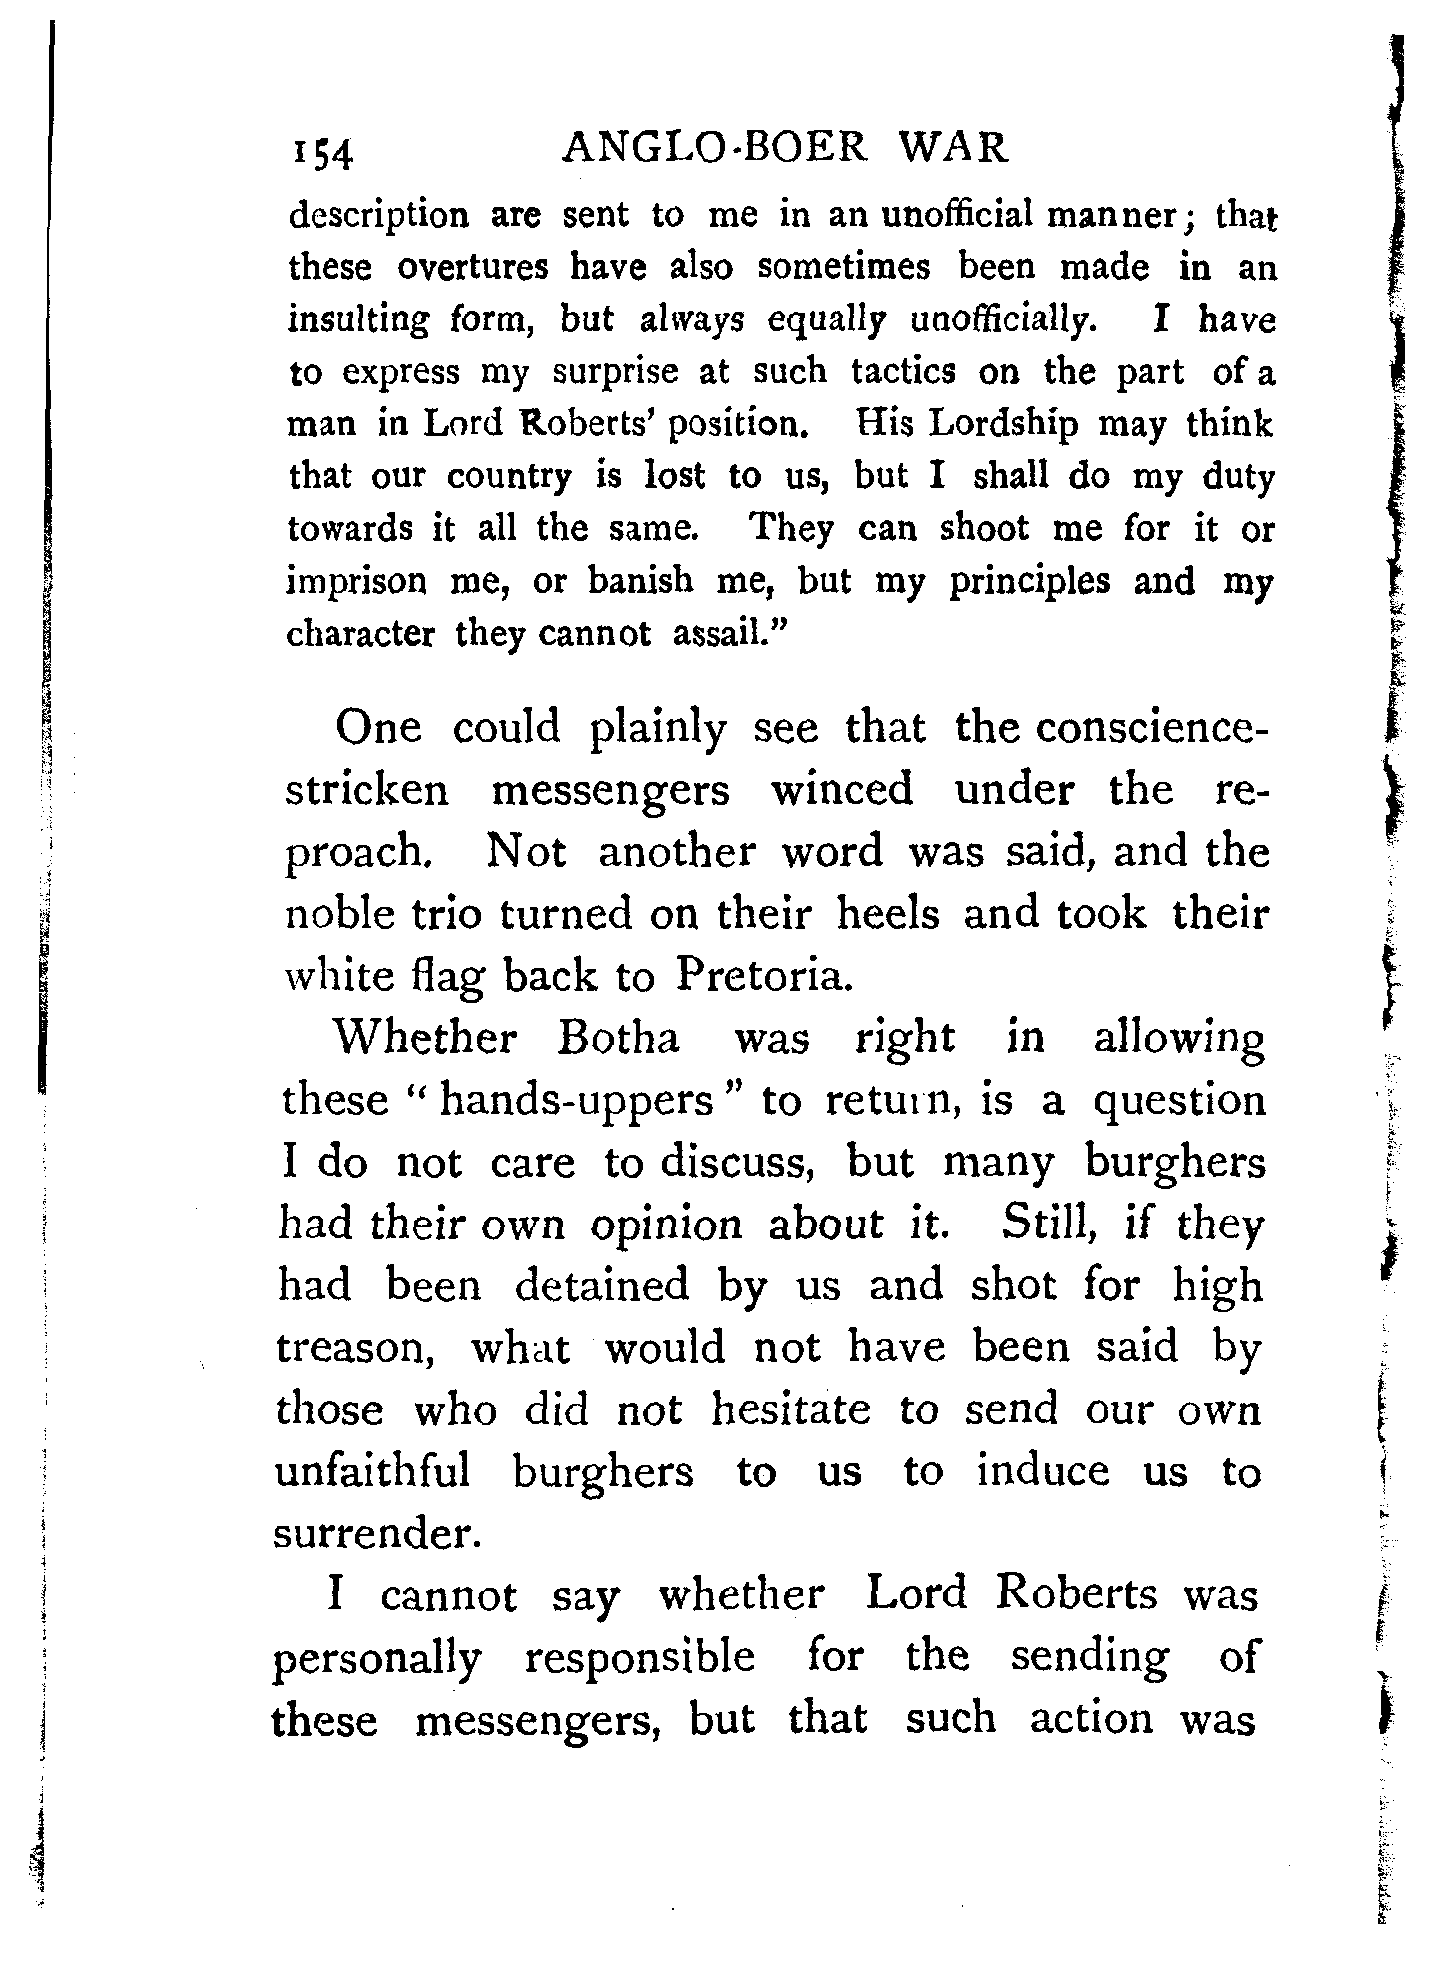 154 ANGLO-BOER WAR
description are sent to me in an unofficial manner; that
these overtures have also sometimes been made in an
insulting form, but always equally unofficially. I have
to express my surprise at such tactics on the part of a
man in Lord Roberts' position. His Lordship may think
that our country is lost to us, but I shall do my duty
towards it all the same. They can shoot me for it or
imprison me, or banish me, but my principles and my
character they cannot assail."
One could plainly see that the conscience-
stricken messengers winced under the re-
proach. Not another word was said, and the
noble trio turned on their heels and took their
white flag back to Pretoria.
Whether Botha was right in allowing
these "hands-uppers" to return, is a question
I do not care to discuss, but many burghers
had their own opinion about it. Still, if they
had been detained by us and shot for high
treason, what would not have been said by
those who did not hesitate to send our own
unfaithful burghers to us to induce us to
surrender.
I cannot say whether Lord Roberts was
personally responsible for the sending of
these messengers, but that such action was